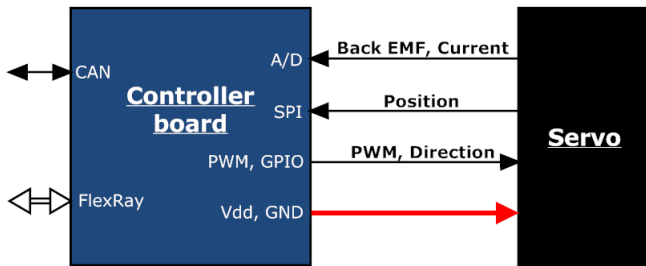 CAN
FlexRay
Controller
board
A/D
SPI
PWM, GPIO
Vdd, GND
Back EMF, Current
Position
PWM, Direction
Servo